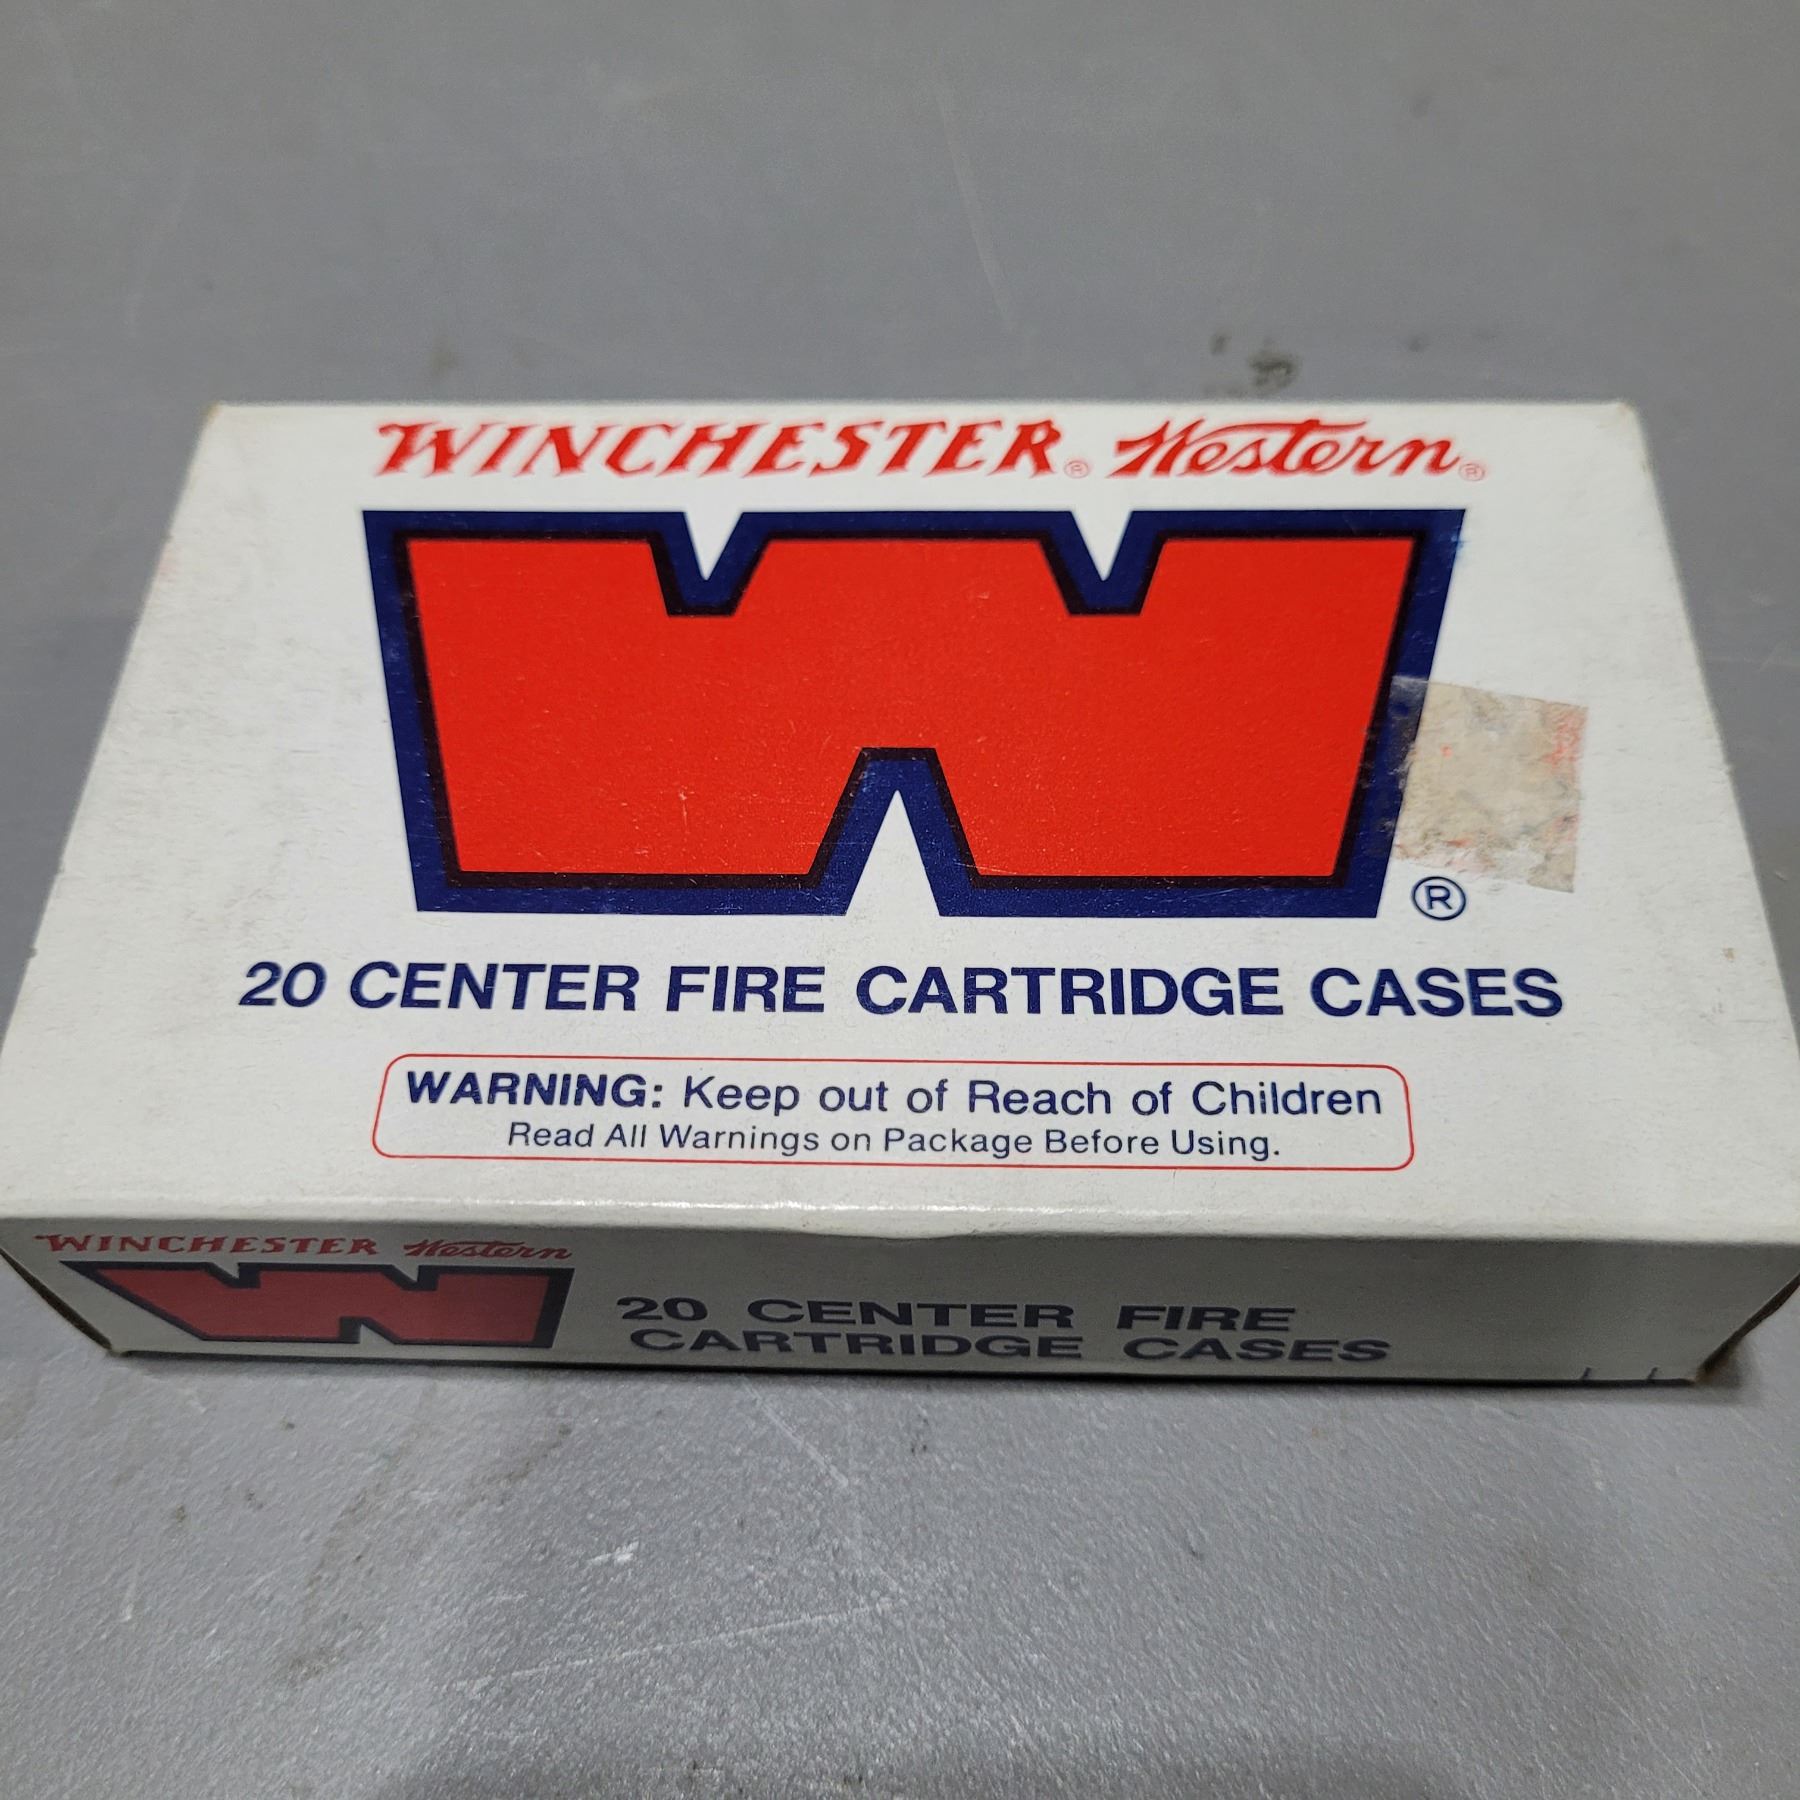 WINCHESTER® Western®
W®
20 CENTER FIRE CARTRIDGE CASES
WARNING: Keep out of Reach of Children
Read All Warnings on Package Before Using.
WINCHESTER Western
W
20 CENTER FIRE
CARTRIDGE CASES